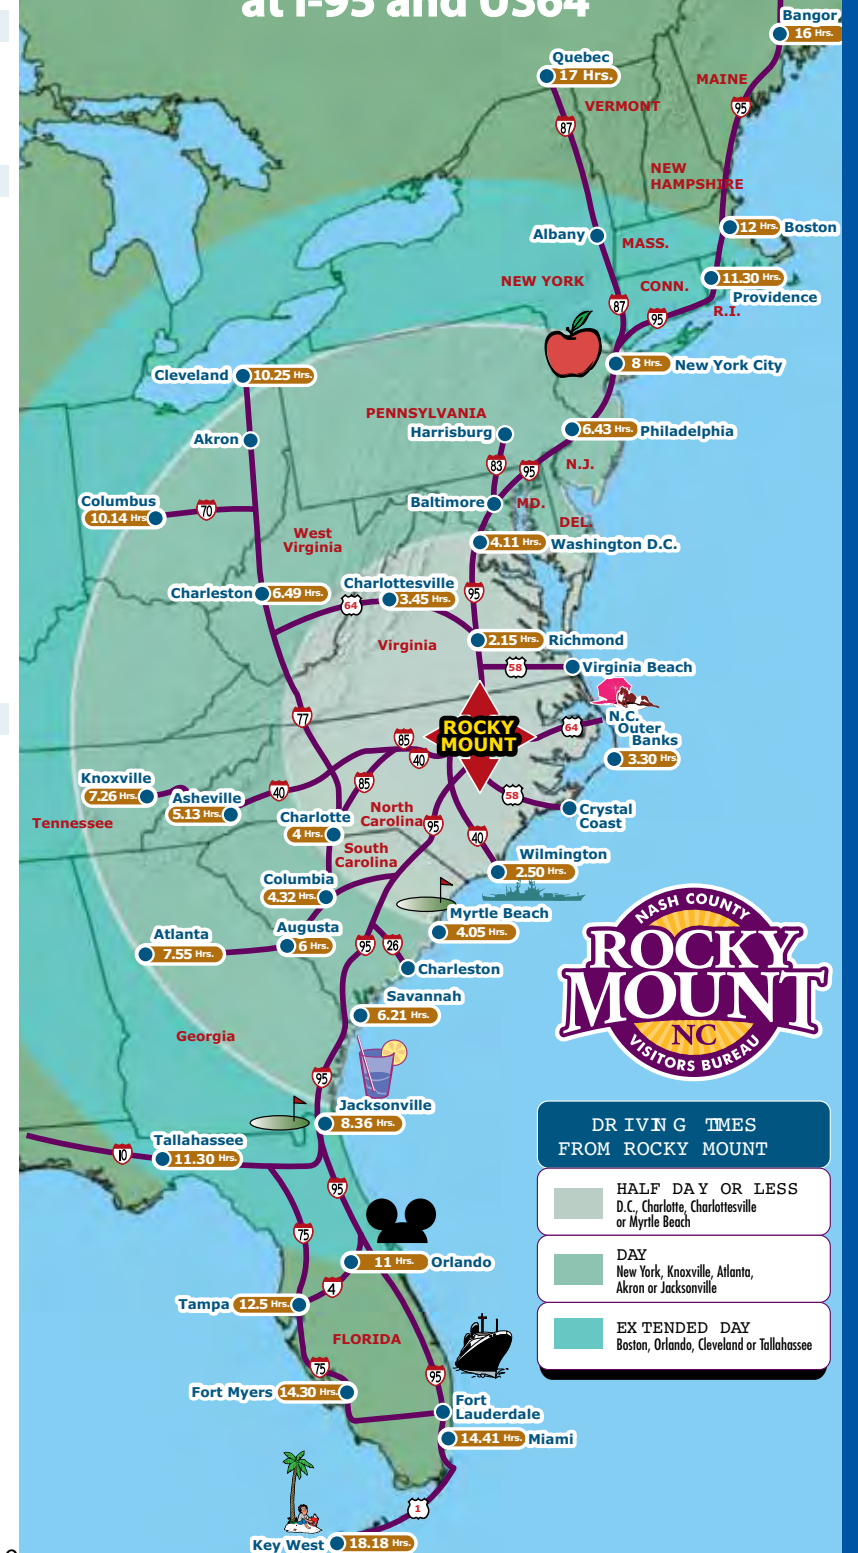 at I-95 and US64
Bangor
16 Hrs.
Quebec
17 Hrs.
MAINE
95
VERMONT
87
NEW
HAMPSHIRE
12 Hrs. Boston
Albany
MASS.
NEW YORK
CONN.
11.30 Hrs.
Providence
R.I.
87
95
8 Hrs. New York City
Cleveland 10.25 Hrs.
PENNSYLVANIA
Harrisburg
6.43 Hrs. Philadelphia
Akron
83
95
N.J.
Columbus
10.14 Hrs.
70
Baltimore
MD.
DEL.
West
Virginia
4.11 Hrs. Washington D.C.
Charlottesville
3.45 Hrs.
Charleston 6.49 Hrs.
64
95
Virginia
2.15 Hrs. Richmond
58
Virginia Beach
77
85
40
ROCKY
MOUNT
64
N.C.
Outer
Banks
3.30 Hrs.
Knoxville
7.26 Hrs.
Asheville
5.13 Hrs.
40
85
58
Crystal
Coast
Tennessee
Charlotte
4 Hrs.
North
Carolina
95
40
South
Carolina
Wilmington
2.50 Hrs.
Columbia
4.32 Hrs.
Myrtle Beach
4.05 Hrs.
Atlanta
7.55 Hrs.
Augusta
6 Hrs.
95
26
Charleston
Savannah
6.21 Hrs.
Georgia
NASH COUNTY
ROCKY
MOUNT
NC
VISITORS BUREAU
95
Jacksonville
8.36 Hrs.
Tallahassee
11.30 Hrs.
10
95
75
11 Hrs. Orlando
4
Tampa 12.5 Hrs.
FLORIDA
75
95
Fort Myers 14.30 Hrs.
Fort
Lauderdale
14.41 Hrs. Miami
1
Key West 18.18 Hrs.
DRIVING TIMES
FROM ROCKY MOUNT
HALF DAY OR LESS
D.C., Charlotte, Charlottesville
or Myrtle Beach
DAY
New York, Knoxville, Atlanta,
Akron or Jacksonville
EXTENDED DAY
Boston, Orlando, Cleveland or Tallahassee